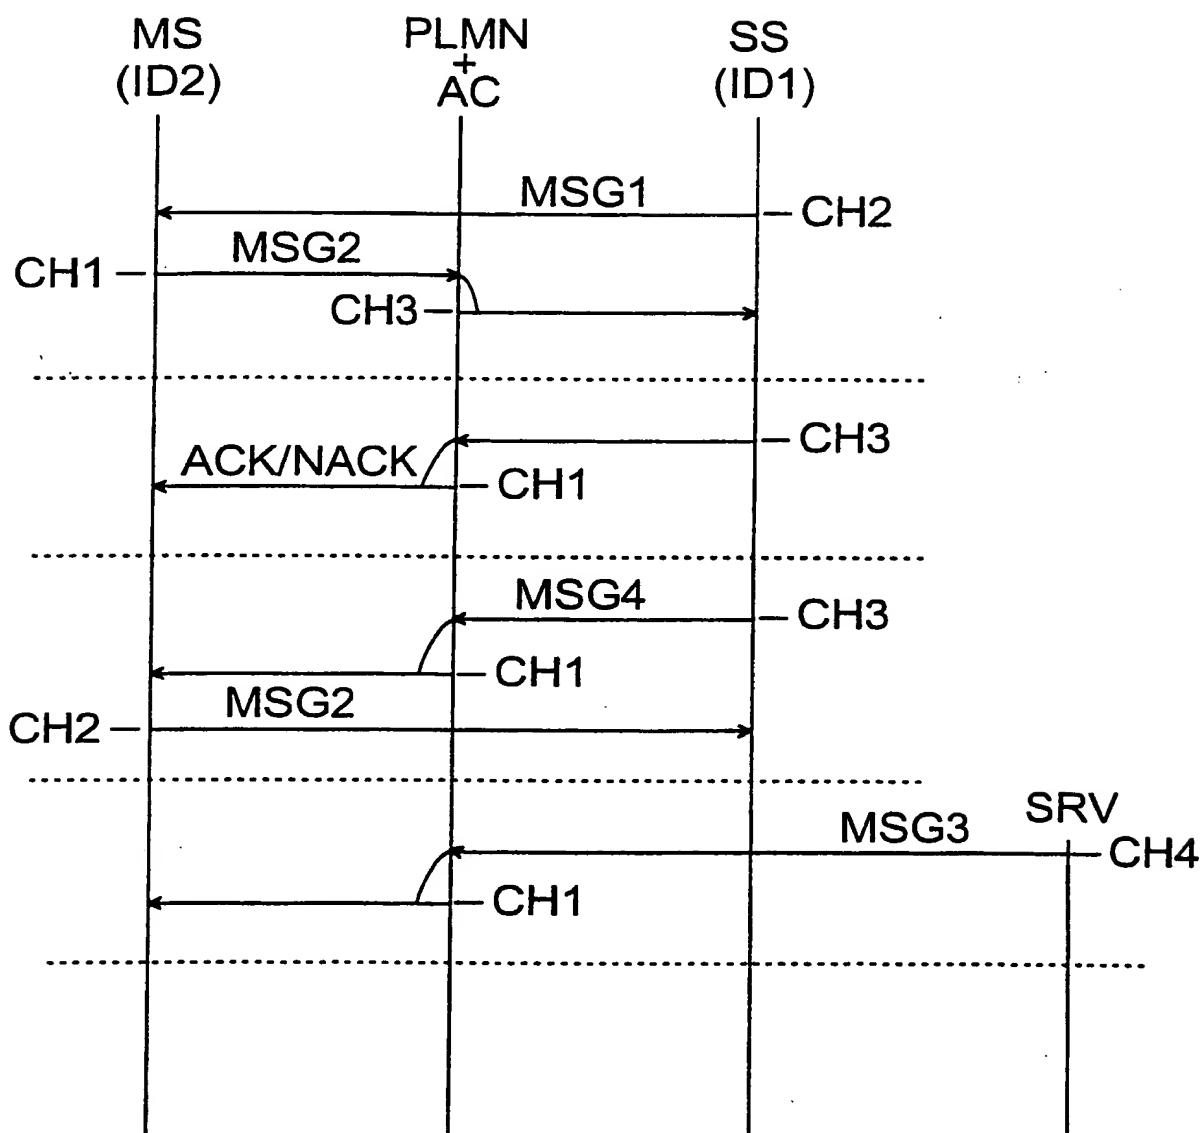 MS
(ID2)
PLMN
+
AC
SS
(ID1)
MSG1
CH2
MSG2
CH1
CH3
CH3
ACK/NACK
CH1
MSG4
CH3
CH1
MSG2
CH2
SRV
MSG3
CH4
CH1